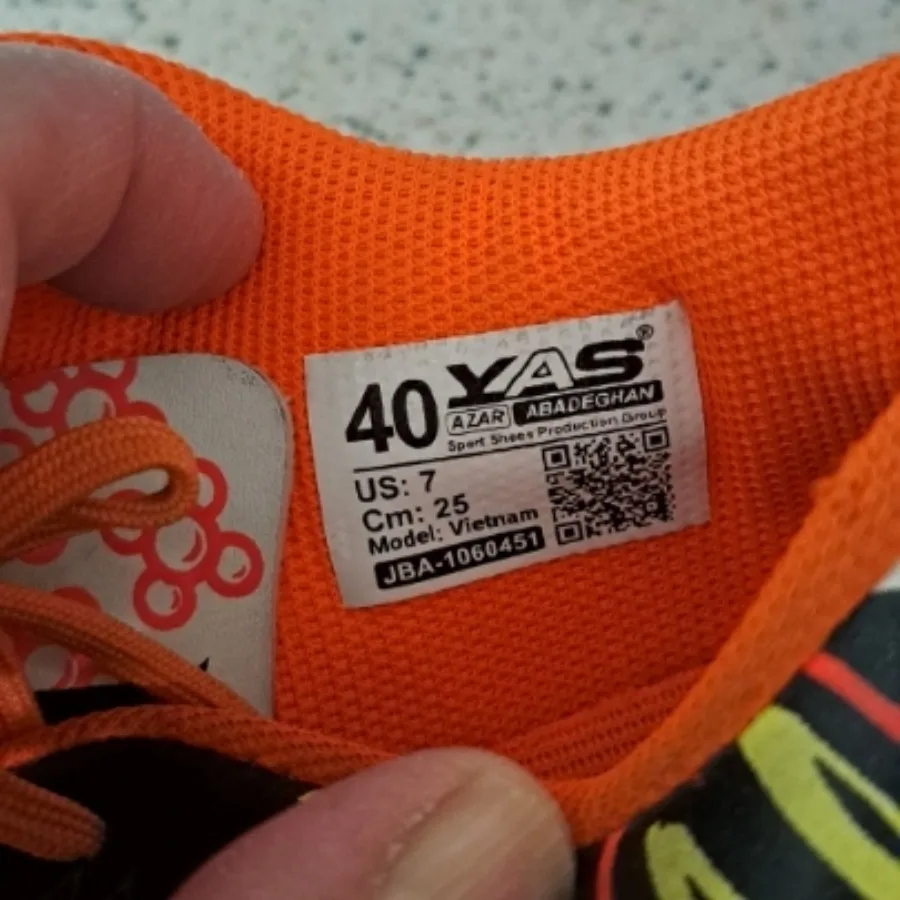 40 YAS®
AZAR ABADEGHAN
Sport Shoes Production Group
US: 7
Cm: 25
Model: Vietnam
JBA-1060451